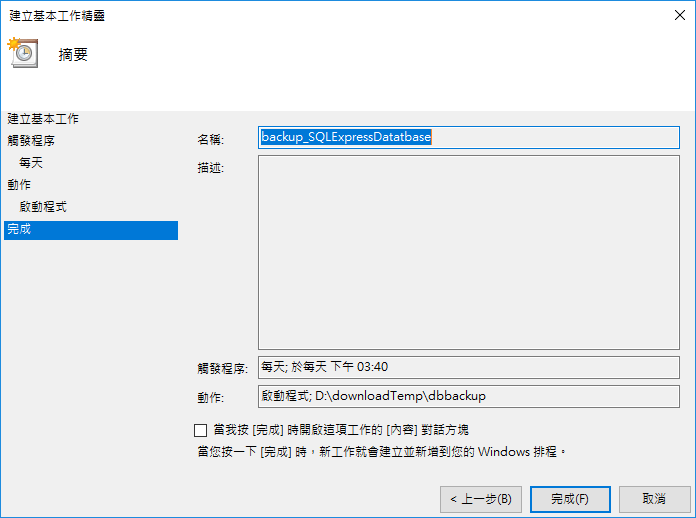 建立基本工作精靈
摘要
建立基本工作
觸發程序
每天
動作
啟動程式
完成
名稱:
backup_SQLExpressDatatbase
描述:
觸發程序:
每天; 於每天 下午 03:40
動作:
啟動程式; D:\downloadTemp\dbbackup
當我按 [完成] 時開啟這項工作的 [內容] 對話方塊
當您按一下 [完成] 時，新工作就會建立並新增到您的 Windows 排程。
< 上一步(B)
完成(F)
取消